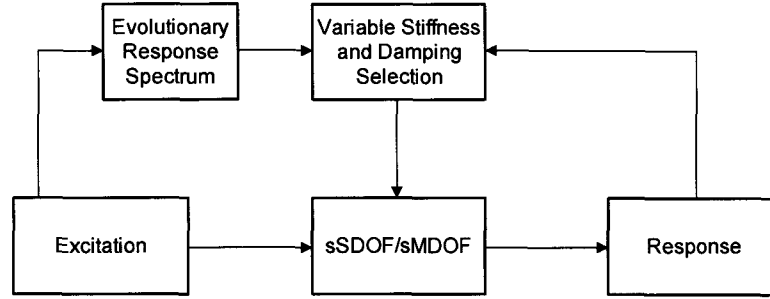 Evolutionary
Response
Spectrum
Variable Stiffness
and Damping
Selection
Excitation
sSDOF/sMDOF
Response